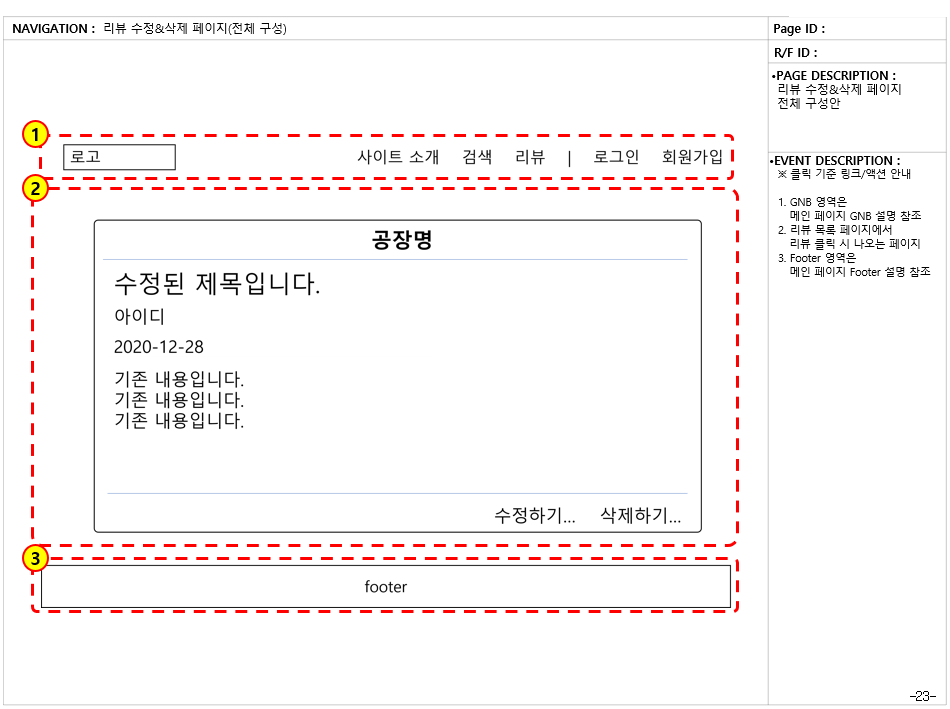 NAVIGATION : 리뷰 수정&삭제 페이지(전체 구성)
Page ID :
R/F ID :
•PAGE DESCRIPTION :
리뷰 수정&삭제 페이지
전체 구성안
1
로고
사이트 소개 검색 리뷰 | 로그인 회원가입
2
공장명
수정된 제목입니다.
아이디
2020-12-28
기존 내용입니다.
기존 내용입니다.
기존 내용입니다.
수정하기... 삭제하기...
3
footer
•EVENT DESCRIPTION :
※ 클릭 기준 링크/액션 안내
1. GNB 영역은
메인 페이지 GNB 설명 참조
2. 리뷰 목록 페이지에서
리뷰 클릭 시 나오는 페이지
3. Footer 영역은
메인 페이지 Footer 설명 참조
-23-